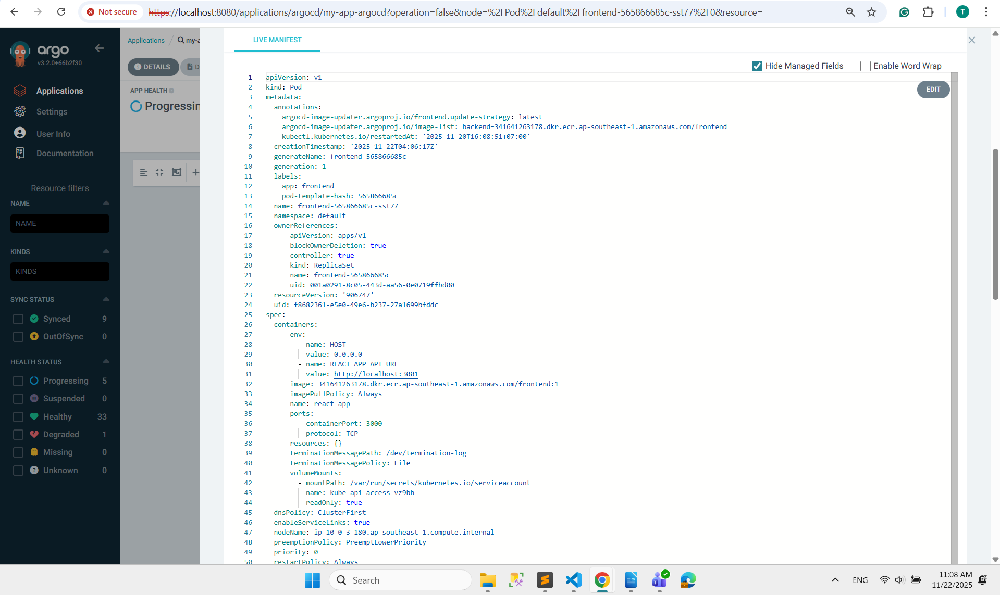 Not secure
https://localhost:8080/applications/argocd/my-app-argocd?operation=false&node=%2FPod%2Fdefault%2Ffrontend-565866685c-sst77%2F0&resource=
T
argo
v3.2.0+66b2f30
Applications
Settings
User Info
Documentation
Resource filters
NAME
NAME
KINDS
KINDS
SYNC STATUS
Synced 9
OutOfSync 0
HEALTH STATUS
Progressing 5
Suspended 0
Healthy 33
Degraded 1
Missing 0
Unknown 0
Applications / my-a
DETAILS
D
APP HEALTH
Progressin
LIVE MANIFEST
Hide Managed Fields
Enable Word Wrap
EDIT
1 apiVersion: v1
2 kind: Pod
3 metadata:
4 annotations:
5 argocd-image-updater.argoproj.io/frontend.update-strategy: latest
6 argocd-image-updater.argoproj.io/image-list: backend=341641263178.dkr.ecr.ap-southeast-1.amazonaws.com/frontend
7 kubectl.kubernetes.io/restartedAt: '2025-11-20T16:08:51+07:00'
8 creationTimestamp: '2025-11-22T04:06:17Z'
9 generateName: frontend-565866685c-
10 generation: 1
11 labels:
12 app: frontend
13 pod-template-hash: 565866685c
14 name: frontend-565866685c-sst77
15 namespace: default
16 ownerReferences:
17 - apiVersion: apps/v1
18 blockOwnerDeletion: true
19 controller: true
20 kind: ReplicaSet
21 name: frontend-565866685c
22 uid: 001a0291-8c05-443d-aa56-0e0719ffbd00
23 resourceVersion: '906747'
24 uid: f8682361-e5e0-49e6-b237-27a1699bfddc
25 spec:
26 containers:
27 - env:
28 - name: HOST
29 value: 0.0.0.0
30 - name: REACT_APP_API_URL
31 value: http://localhost:3001
32 image: 341641263178.dkr.ecr.ap-southeast-1.amazonaws.com/frontend:1
33 imagePullPolicy: Always
34 name: react-app
35 ports:
36 - containerPort: 3000
37 protocol: TCP
38 resources: {}
39 terminationMessagePath: /dev/termination-log
40 terminationMessagePolicy: File
41 volumeMounts:
42 - mountPath: /var/run/secrets/kubernetes.io/serviceaccount
43 name: kube-api-access-vz9bb
44 readOnly: true
45 dnsPolicy: ClusterFirst
46 enableServiceLinks: true
47 nodeName: ip-10-0-3-180.ap-southeast-1.compute.internal
48 preemptionPolicy: PreemptLowerPriority
49 priority: 0
50 restartPolicy: Always
Search
ENG
11:08 AM
11/22/2025